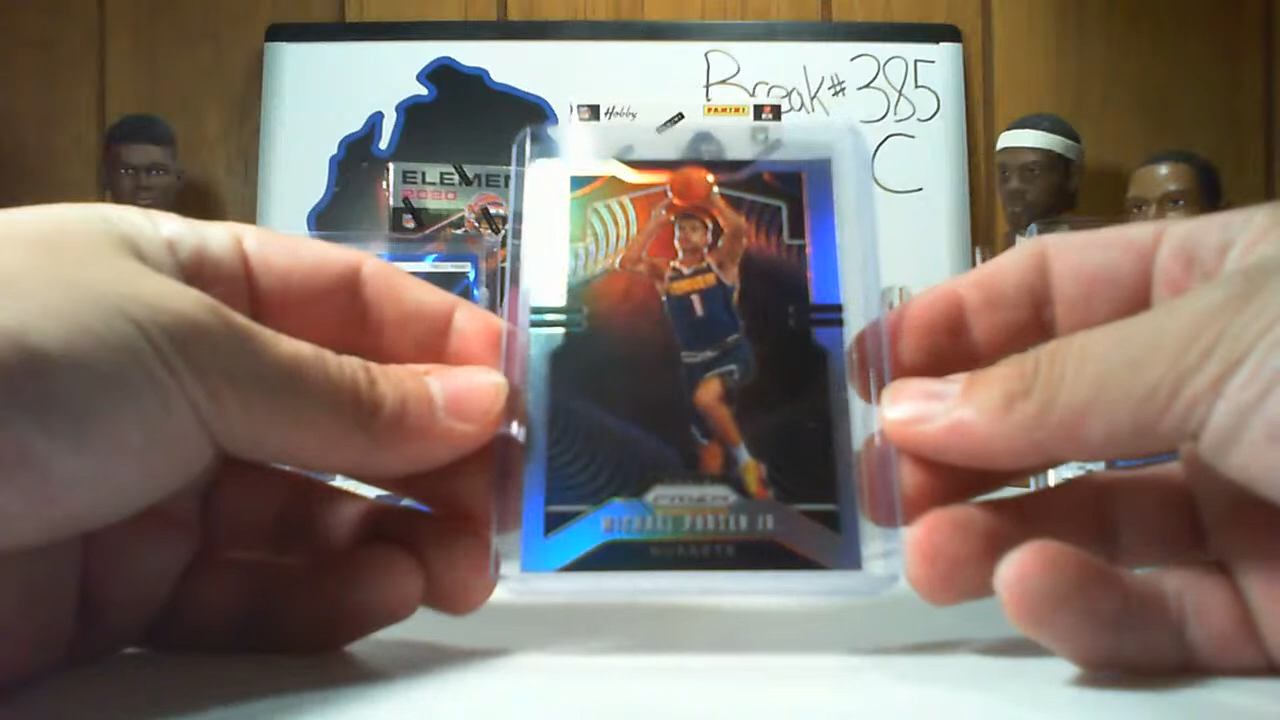 Break # 385
C
Hobby
PANINI
ELEMEN
2020
1
PRIZM
MICHAEL PORTER JR
NUGGETS